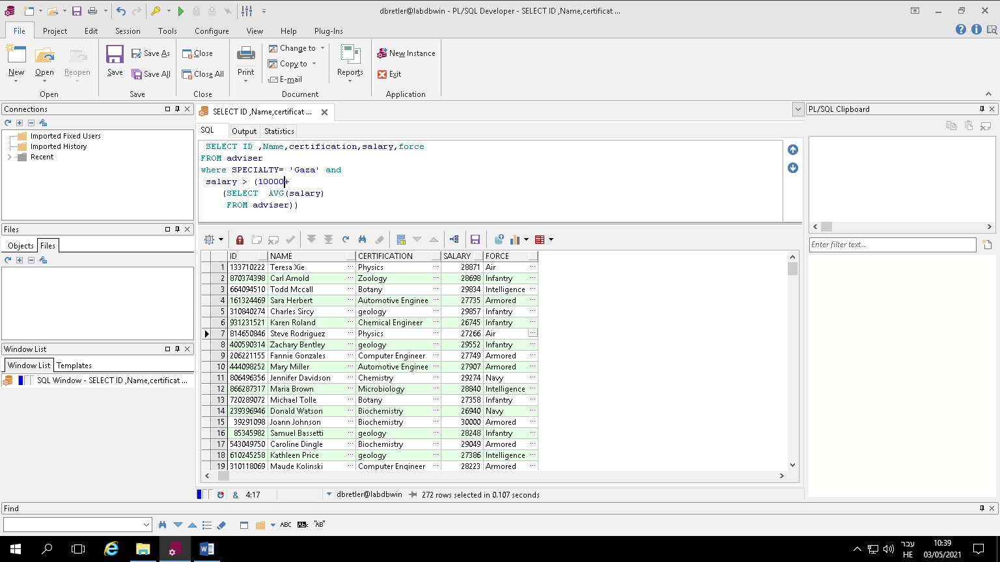 dbretler@labdbwin - PL/SQL Developer - SELECT ID ,Name,certificat ...
File Project Edit Session Tools Configure View Help Plug-Ins
New Open Reopen Save Save As Save All Close Close All Print Change to Copy to E-mail Reports New Instance Exit
Open Save Close Document Application
Connections
Imported Fixed Users
Imported History
Recent
Files
Objects Files
Window List
Window List Templates
SQL Window - SELECT ID ,Name,certificat ...
SELECT ID ,Name,certificat ...
SQL Output Statistics
SELECT ID ,Name,certification,salary,force
FROM adviser
where SPECIALTY= 'Gaza' and
salary > (10000+
(SELECT AVG(salary)
FROM adviser))
ID NAME CERTIFICATION SALARY FORCE
1 133710222 Teresa Xie ... Physics ... 28871 Air ...
2 870374398 Carl Arnold ... Zoology ... 28698 Infantry ...
3 664094510 Todd Mccall ... Botany ... 29834 Intelligence ...
4 161324469 Sara Herbert ... Automotive Enginee ... 27735 Armored ...
5 310840274 Charles Sircy ... geology ... 29857 Infantry ...
6 931231521 Karen Roland ... Chemical Engineer ... 26745 Infantry ...
7 814650846 Steve Rodriguez ... Physics ... 27266 Air ...
8 400590314 Zachary Bentley ... geology ... 29552 Infantry ...
9 206221155 Fannie Gonzales ... Computer Engineer ... 27749 Armored ...
10 444098252 Mary Miller ... Automotive Enginee ... 27907 Armored ...
11 806496356 Jennifer Davidson ... Chemistry ... 29274 Navy ...
12 866287317 Maria Brown ... Microbiology ... 28840 Intelligence ...
13 720289072 Michael Tolle ... Botany ... 27358 Infantry ...
14 239396946 Donald Watson ... Biochemistry ... 26940 Navy ...
15 39291098 Joann Johnson ... Biochemistry ... 30000 Armored ...
16 85345982 Samuel Bassetti ... geology ... 28248 Infantry ...
17 543049750 Caroline Dingle ... Biochemistry ... 29049 Armored ...
18 610245258 Kathleen Price ... geology ... 27386 Intelligence ...
19 310118069 Maude Kolinski ... Computer Engineer ... 28223 Armored ...
& 4:17 dbretler@labdbwin 272 rows selected in 0.107 seconds
PL/SQL Clipboard
Enter filter text...
Find
ABC AB: "AB"
עבר
HE
10:39
03/05/2021